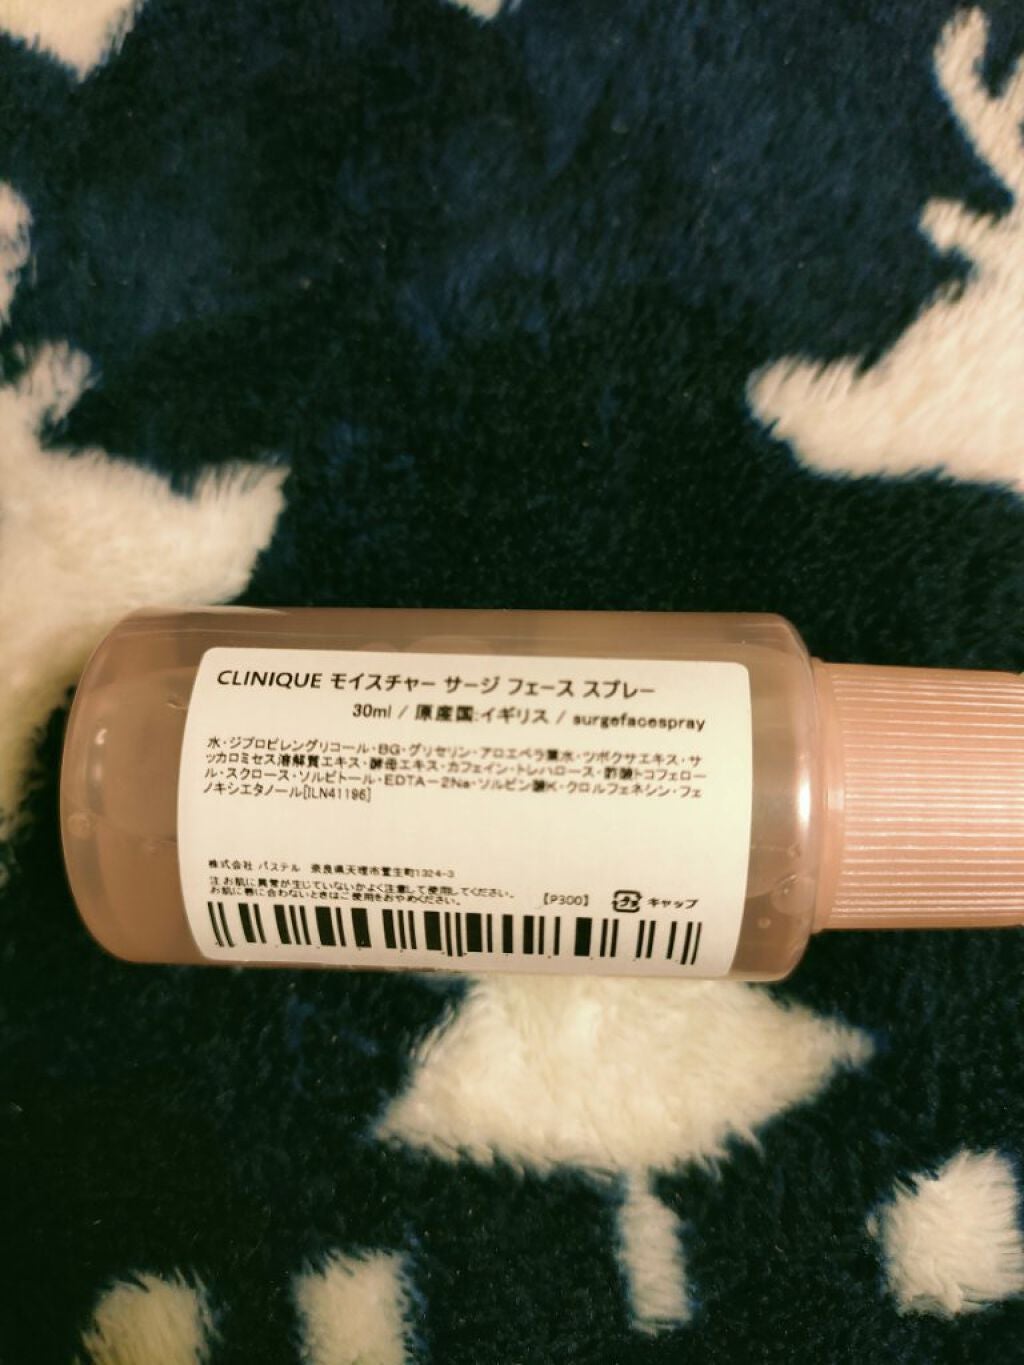 CLINIQUE モイスチャー サージ フェース スプレー
30ml / 原産国:イギリス / surgefacespray
水・ジプロピレングリコール・BG・グリセリン・アロエベラ葉水・ツボクサエキス・サ
ッカロミセス溶解質エキス・酵母エキス・カフェイン・トレハロース・酢酸トコフェロー
ル・スクロース・ソルビトール・EDTA-2Na・ソルビン酸K・クロルフェネシン・フェ
ノキシエタノール[ILN41196]
株式会社 パステル 奈良県天理市萱生町1324-3
注 お肌に異常が生じていないかよく注意して使用してください。
お肌に合わないときはご使用をおやめください。
【P300】
プラ
キャップ